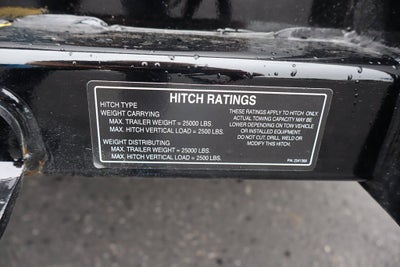 HITCH RATINGS
HITCH TYPE
WEIGHT CARRYING
MAX. TRAILER WEIGHT = 25000 LBS.
MAX. HITCH VERTICAL LOAD = 2500 LBS.
WEIGHT DISTRIBUTING
MAX. TRAILER WEIGHT = 25000 LBS.
MAX. HITCH VERTICAL LOAD = 2500 LBS.
THESE RATINGS APPLY TO HITCH ONLY.
ACTUAL TOWING CAPACITY MAY BE
LOWER DEPENDING ON TOW VEHICLE
OR INSTALLED EQUIPMENT.
DO NOT CUT, DRILL, WELD OR
MODIFY THIS HITCH.